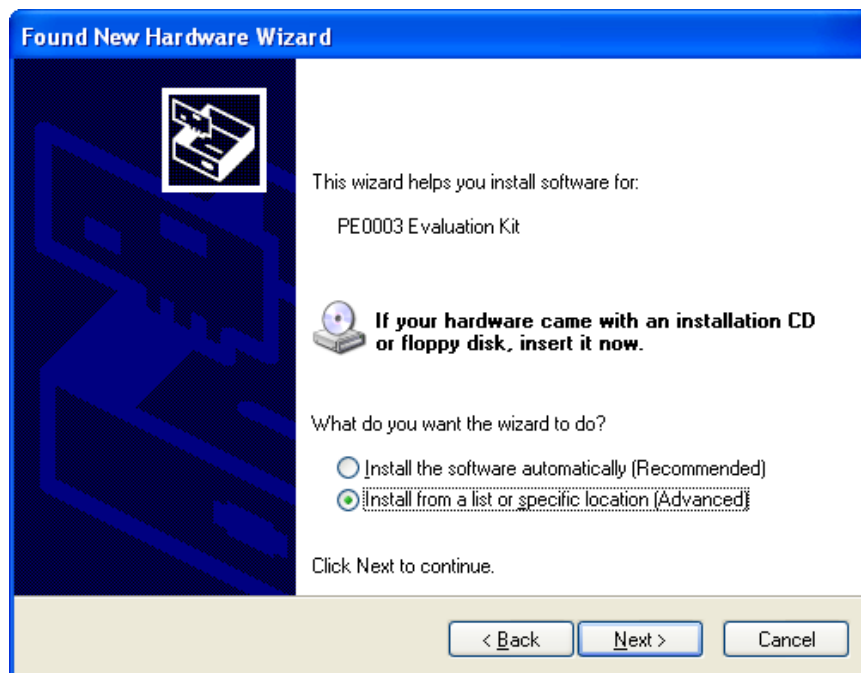 Found New Hardware Wizard
This wizard helps you install software for:
PE0003 Evaluation Kit
If your hardware came with an installation CD
or floppy disk, insert it now.
What do you want the wizard to do?
Install the software automatically (Recommended)
Install from a list or specific location (Advanced)
Click Next to continue.
< Back Next > Cancel